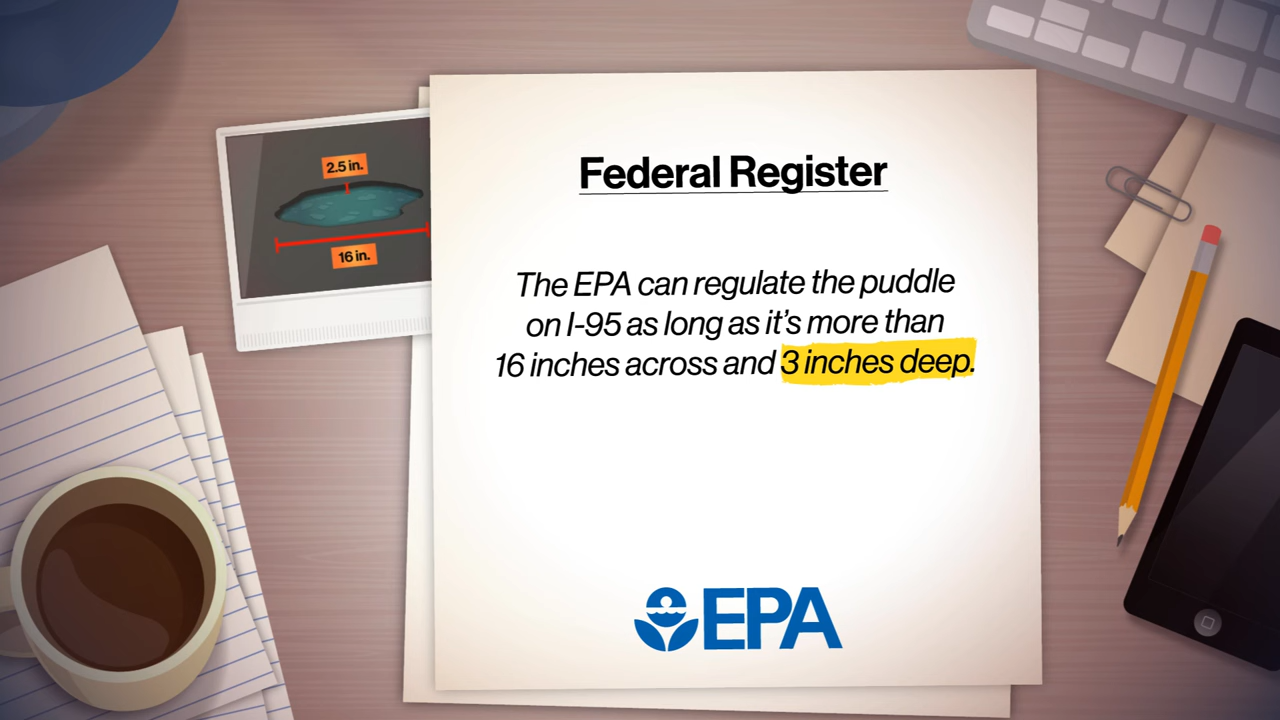 2.5 in.
16 in.
Federal Register
The EPA can regulate the puddle
on I-95 as long as it's more than
16 inches across and 3 inches deep.
EPA